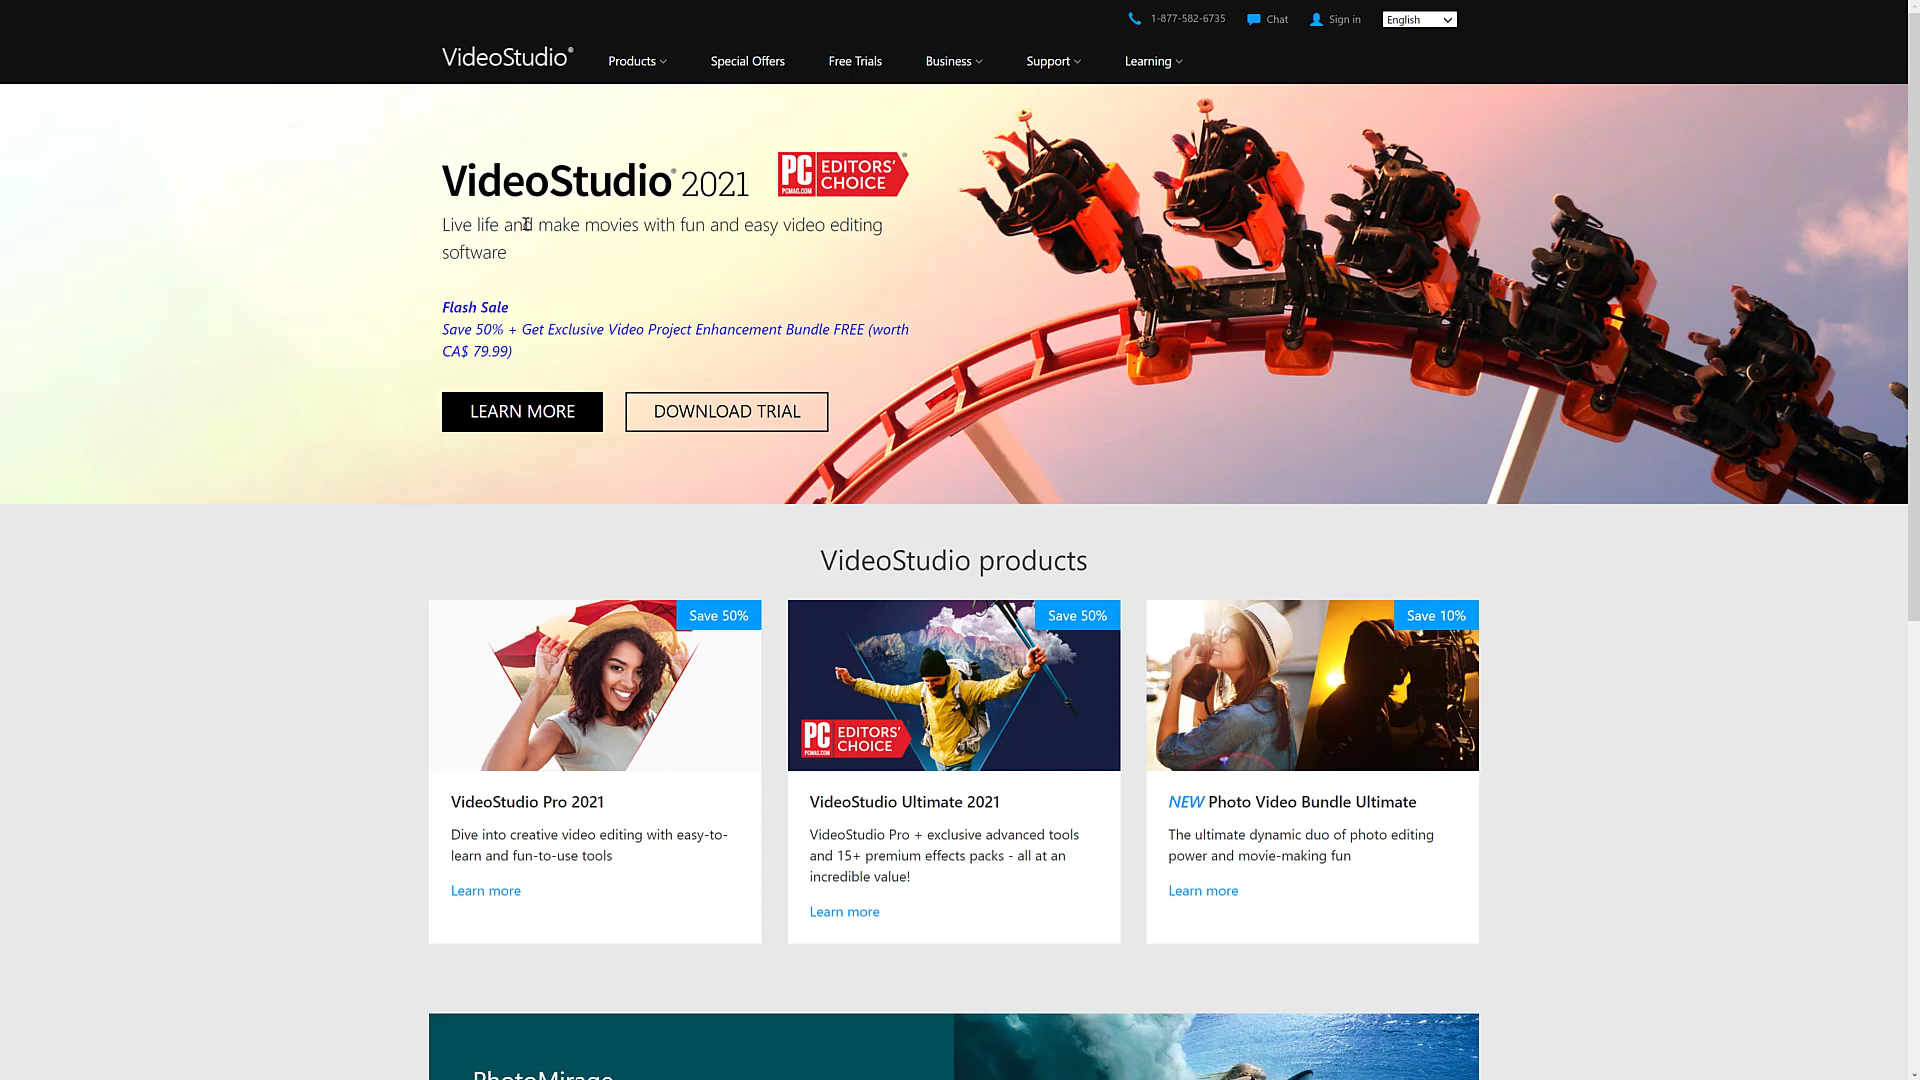 1-877-582-6735 Chat Sign in English
VideoStudio® Products Special Offers Free Trials Business Support Learning
VideoStudio® 2021
PC EDITORS' CHOICE
PCMAG.COM
Live life and make movies with fun and easy video editing
software
Flash Sale
Save 50% + Get Exclusive Video Project Enhancement Bundle FREE (worth
CA$ 79.99)
LEARN MORE DOWNLOAD TRIAL
VideoStudio products
Save 50%
VideoStudio Pro 2021
Dive into creative video editing with easy-to-
learn and fun-to-use tools
Learn more
Save 50%
PC EDITORS' CHOICE
PCMAG.COM
VideoStudio Ultimate 2021
VideoStudio Pro + exclusive advanced tools
and 15+ premium effects packs - all at an
incredible value!
Learn more
Save 10%
NEW Photo Video Bundle Ultimate
The ultimate dynamic duo of photo editing
power and movie-making fun
Learn more
PhotoMirage